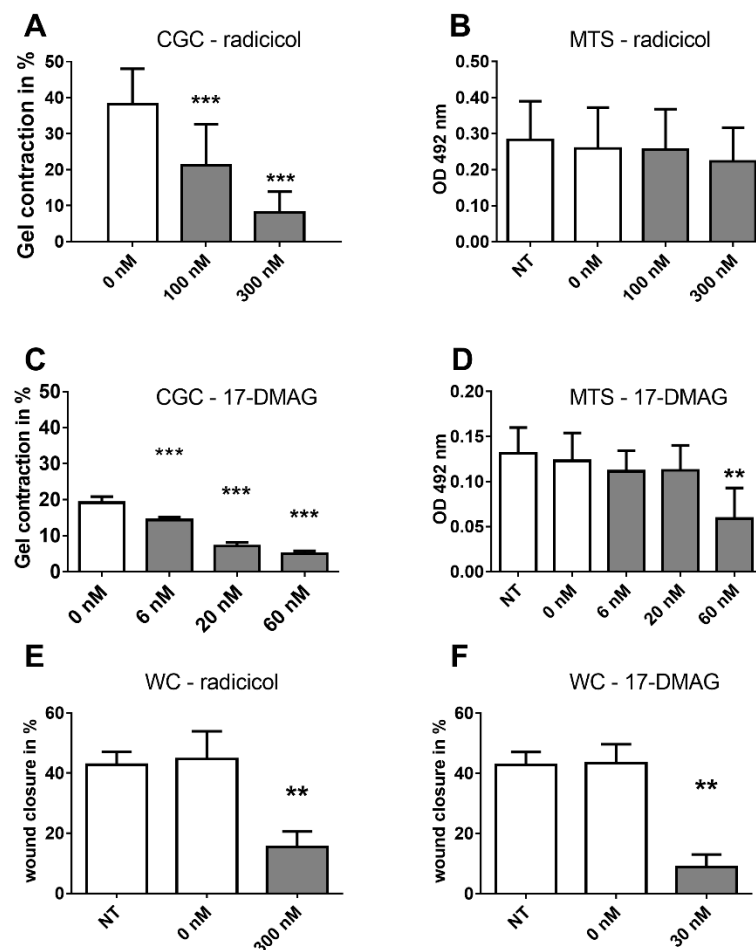 A
CGC - radicicol
Gel contraction in %
50
40
30
20
10
0
***
***
0 nM
100 nM
300 nM
B
MTS - radicicol
OD 492 nm
0.50
0.40
0.30
0.20
0.10
0.00
NT
0 nM
100 nM
300 nM
C
CGC - 17-DMAG
Gel contraction in %
50
40
30
20
10
0
***
***
***
0 nM
6 nM
20 nM
60 nM
D
MTS - 17-DMAG
OD 492 nm
0.20
0.15
0.10
0.05
0.00
**
NT
0 nM
6 nM
20 nM
60 nM
E
WC - radicicol
wound closure in %
60
40
20
0
**
NT
0 nM
300 nM
F
WC - 17-DMAG
wound closure in %
60
40
20
0
**
NT
0 nM
30 nM